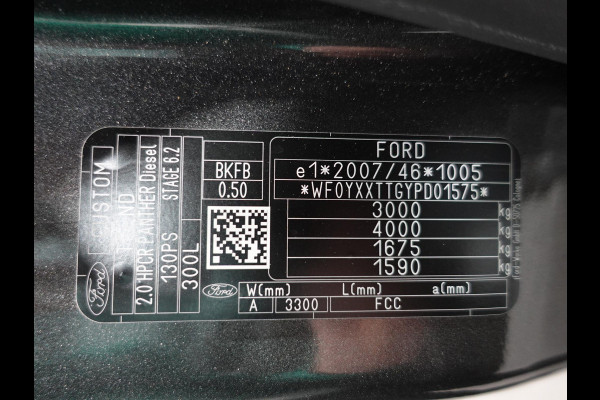 FORD
e1*2007/46*1005
*WF0YXXTTGYPD01575*
3000 kg
4000 kg
1675 kg
1590 kg
W(mm) L(mm) a(mm)
A 3300 FCC
BKFB
0.50
Ford
Ford
CUSTOM
2.0 HPCR PANTHER Diesel
130PS STAGE 6.2
300L